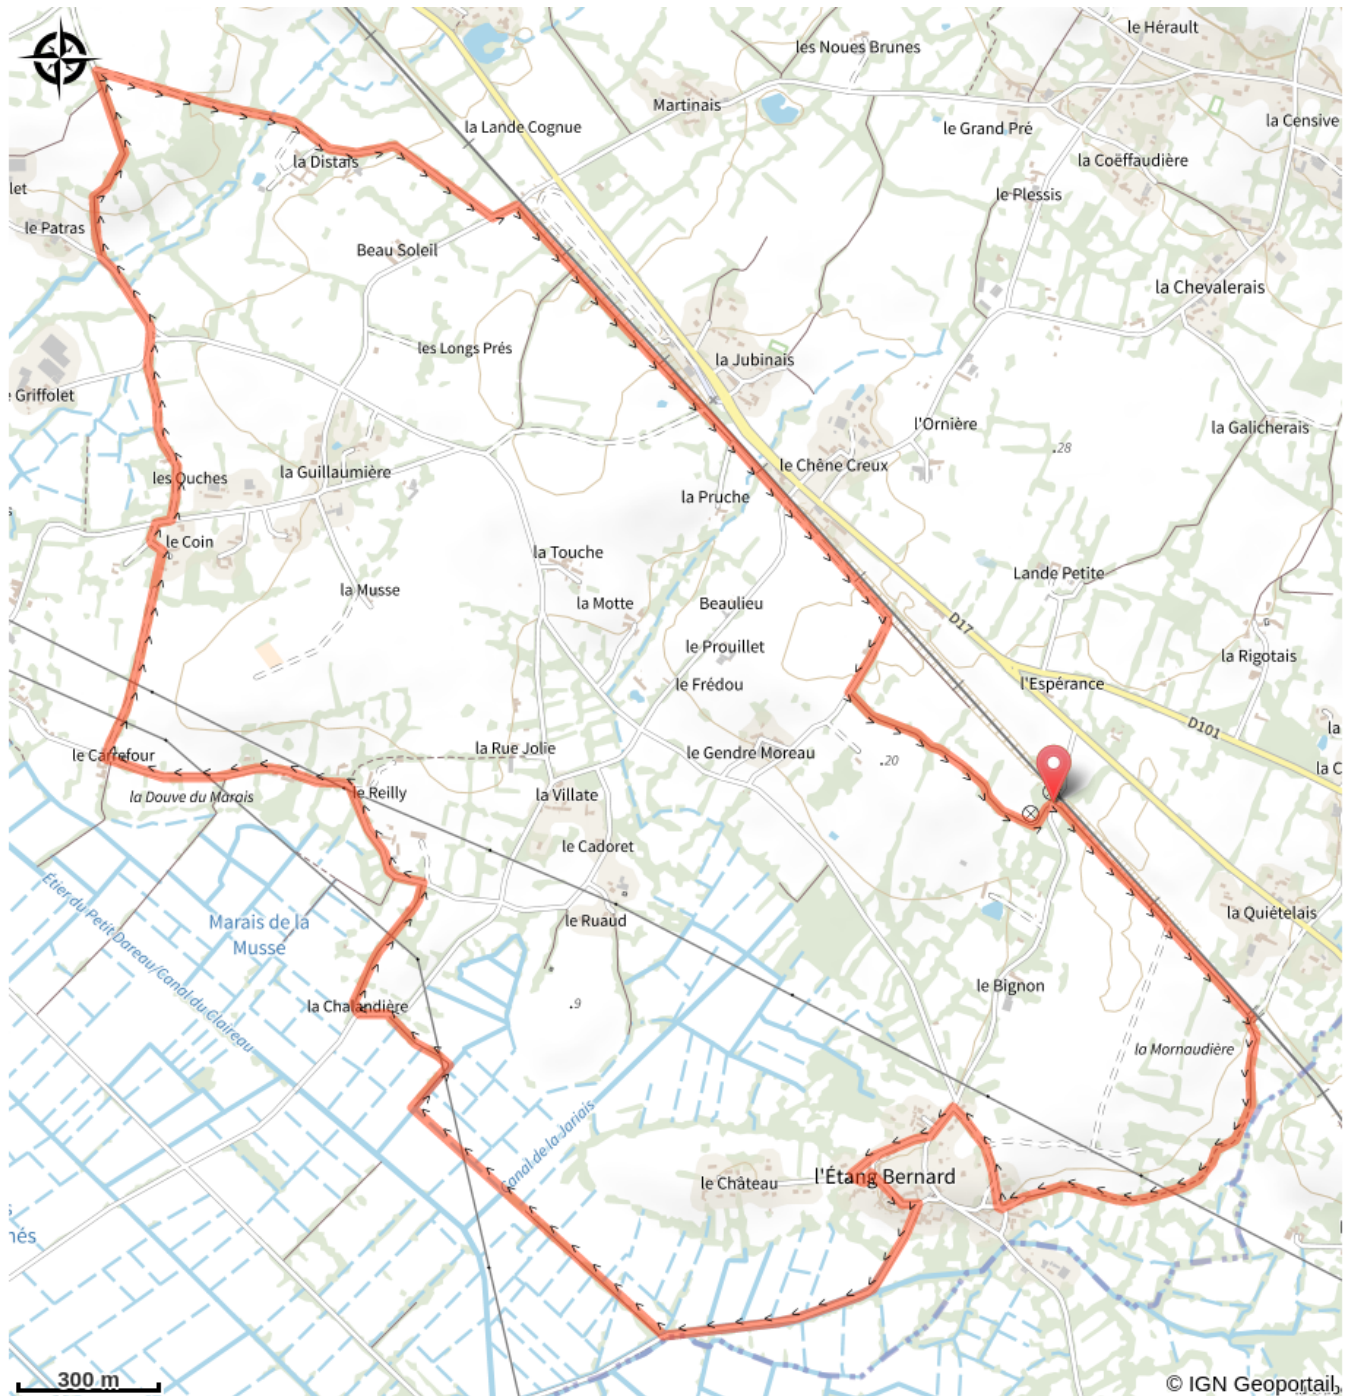 le Hérault
les Noues Brunes
Martinais
la Censive
la Lande Cognue
le Grand Pré
la Coëffaudière
la Distais
let
le Plessis
le Patras
Beau Soleil
la Chevalerais
les Longs Prés
la Jubinais
Griffolet
l'Ornière
la Galicherais
28
le Chêne Creux
les Ouches
la Guillaumière
la Pruche
le Coin
la Touche
Lande Petite
la Musse
la Motte
Beaulieu
D17
le Prouillet
la Rigotais
le Frédou
l'Espérance
D101
la
le Carrefour
la Rue Jolie
le Gendre Moreau
20
la C
la Douve du Marais
le Reilly
la Villate
le Cadoret
Étier du Petit Dareau/Canal du Claireau
Marais de la
Musse
le Ruaud
la Quiételais
le Bignon
la Chalandière
9
la Mornaudière
Canal de la Jariais
le Château
l'Étang Bernard
nés
300 m
© IGN Geoportail